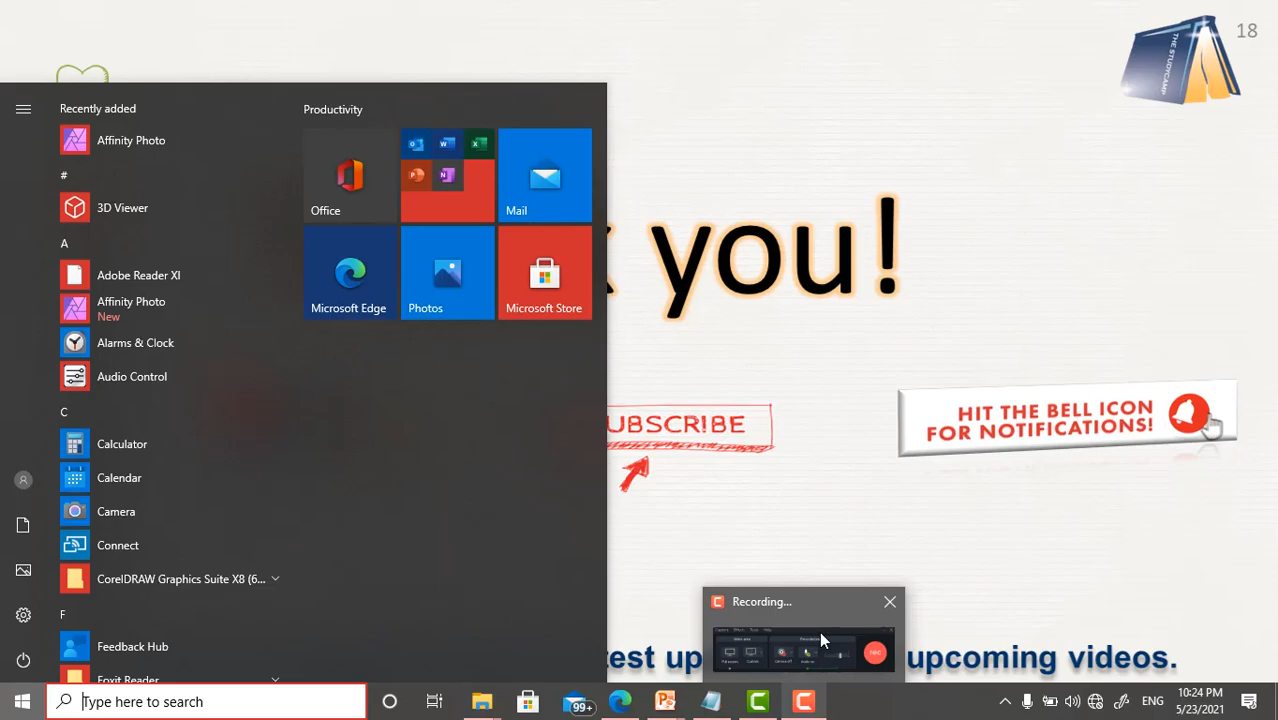 18
THE STUDYCAMP
Recently added
Affinity Photo
#
3D Viewer
A
Adobe Reader XI
Affinity Photo
New
Alarms & Clock
Audio Control
C
Calculator
Calendar
Camera
Connect
CorelDRAW Graphics Suite X8 (6...
F
Feedback Hub
Foxit Reader
Productivity
Office
Mail
Microsoft Edge
Photos
Microsoft Store
you!
UBSCRIBE
HIT THE BELL ICON
FOR NOTIFICATIONS!
Recording...
test up
upcoming videos.
Type here to search
99+
ENG
10:24 PM
5/23/2021